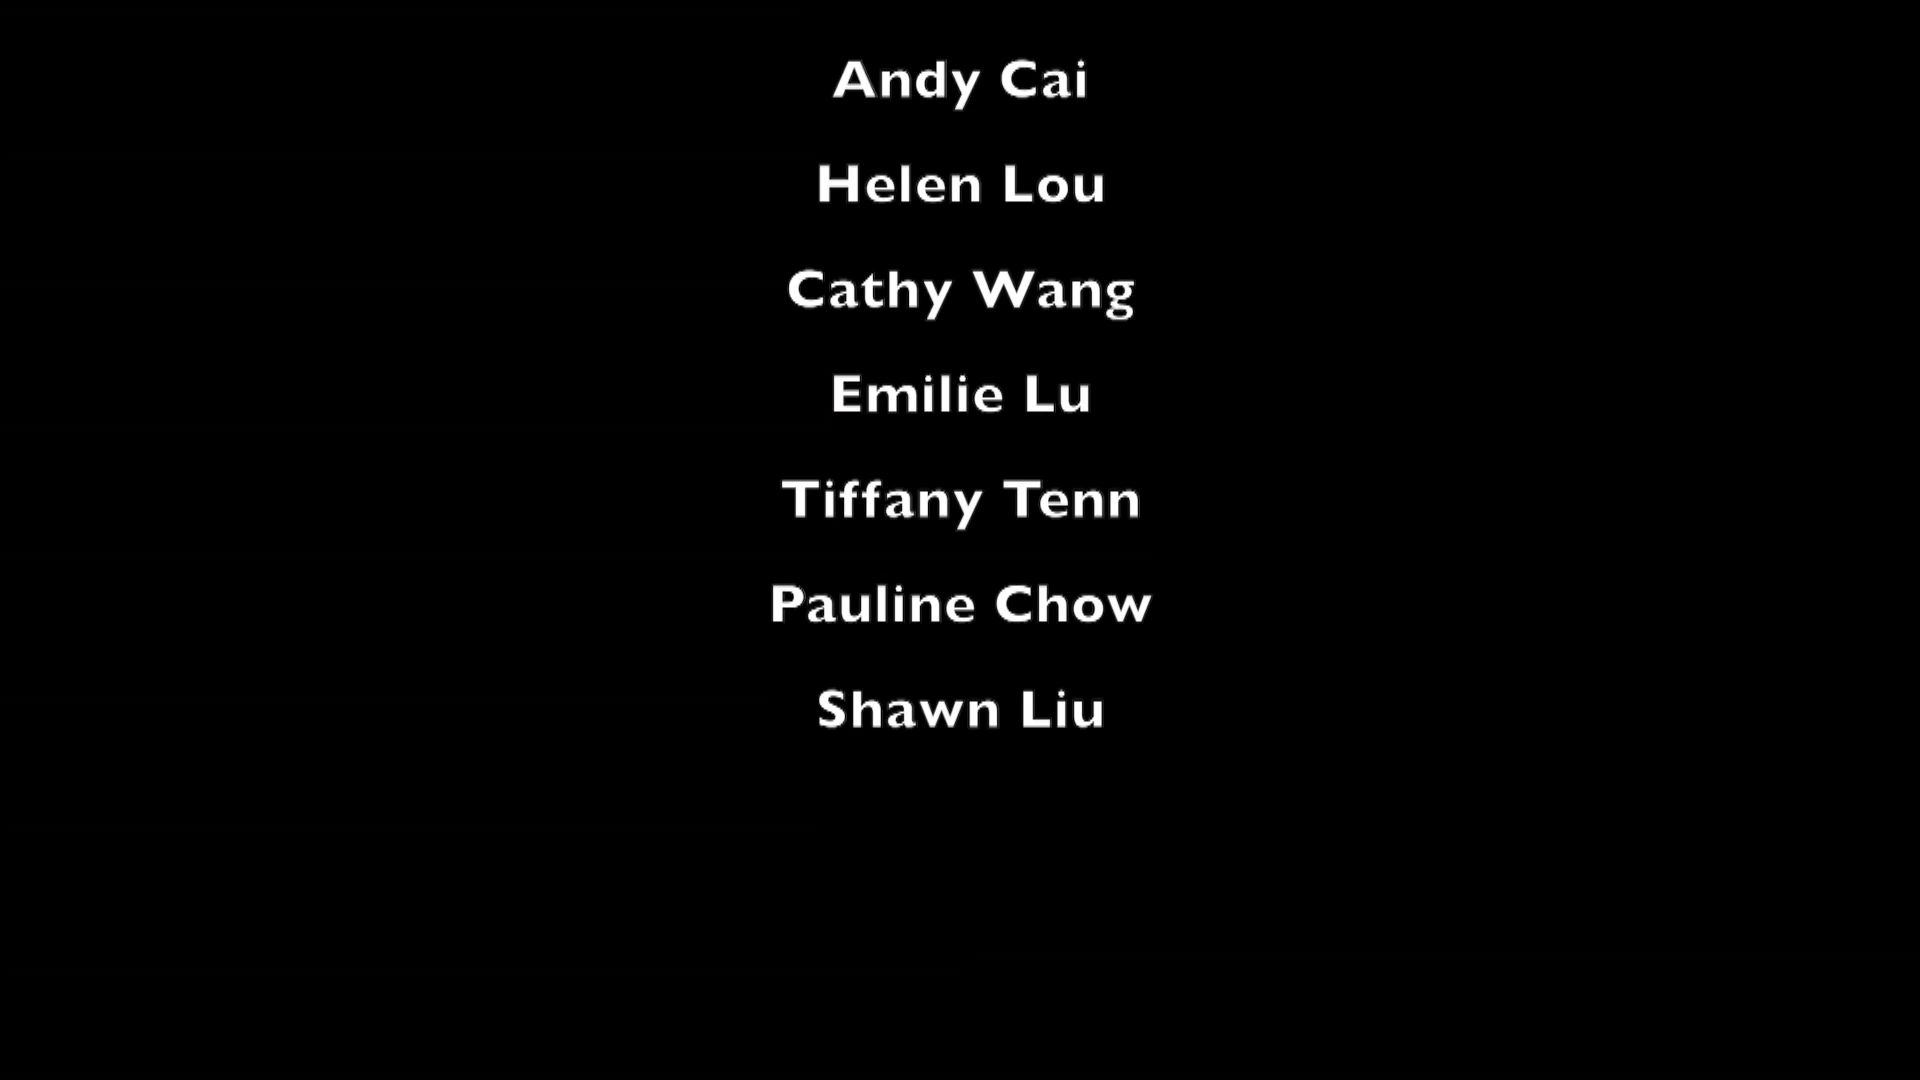 Andy Cai
Helen Lou
Cathy Wang
Emilie Lu
Tiffany Tenn
Pauline Chow
Shawn Liu